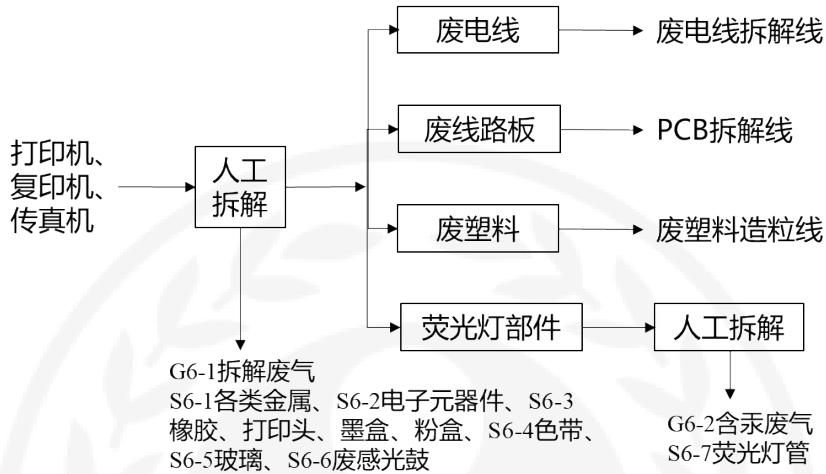 打印机、
复印机、
传真机
人工
拆解
废电线
废电线拆解线
废线路板
PCB拆解线
废塑料
废塑料造粒线
荧光灯部件
人工拆解
G6-1拆解废气
S6-1各类金属、S6-2电子元器件、S6-3
橡胶、打印头、墨盒、粉盒、S6-4色带、
S6-5玻璃、S6-6废感光鼓
G6-2含汞废气
S6-7荧光灯管